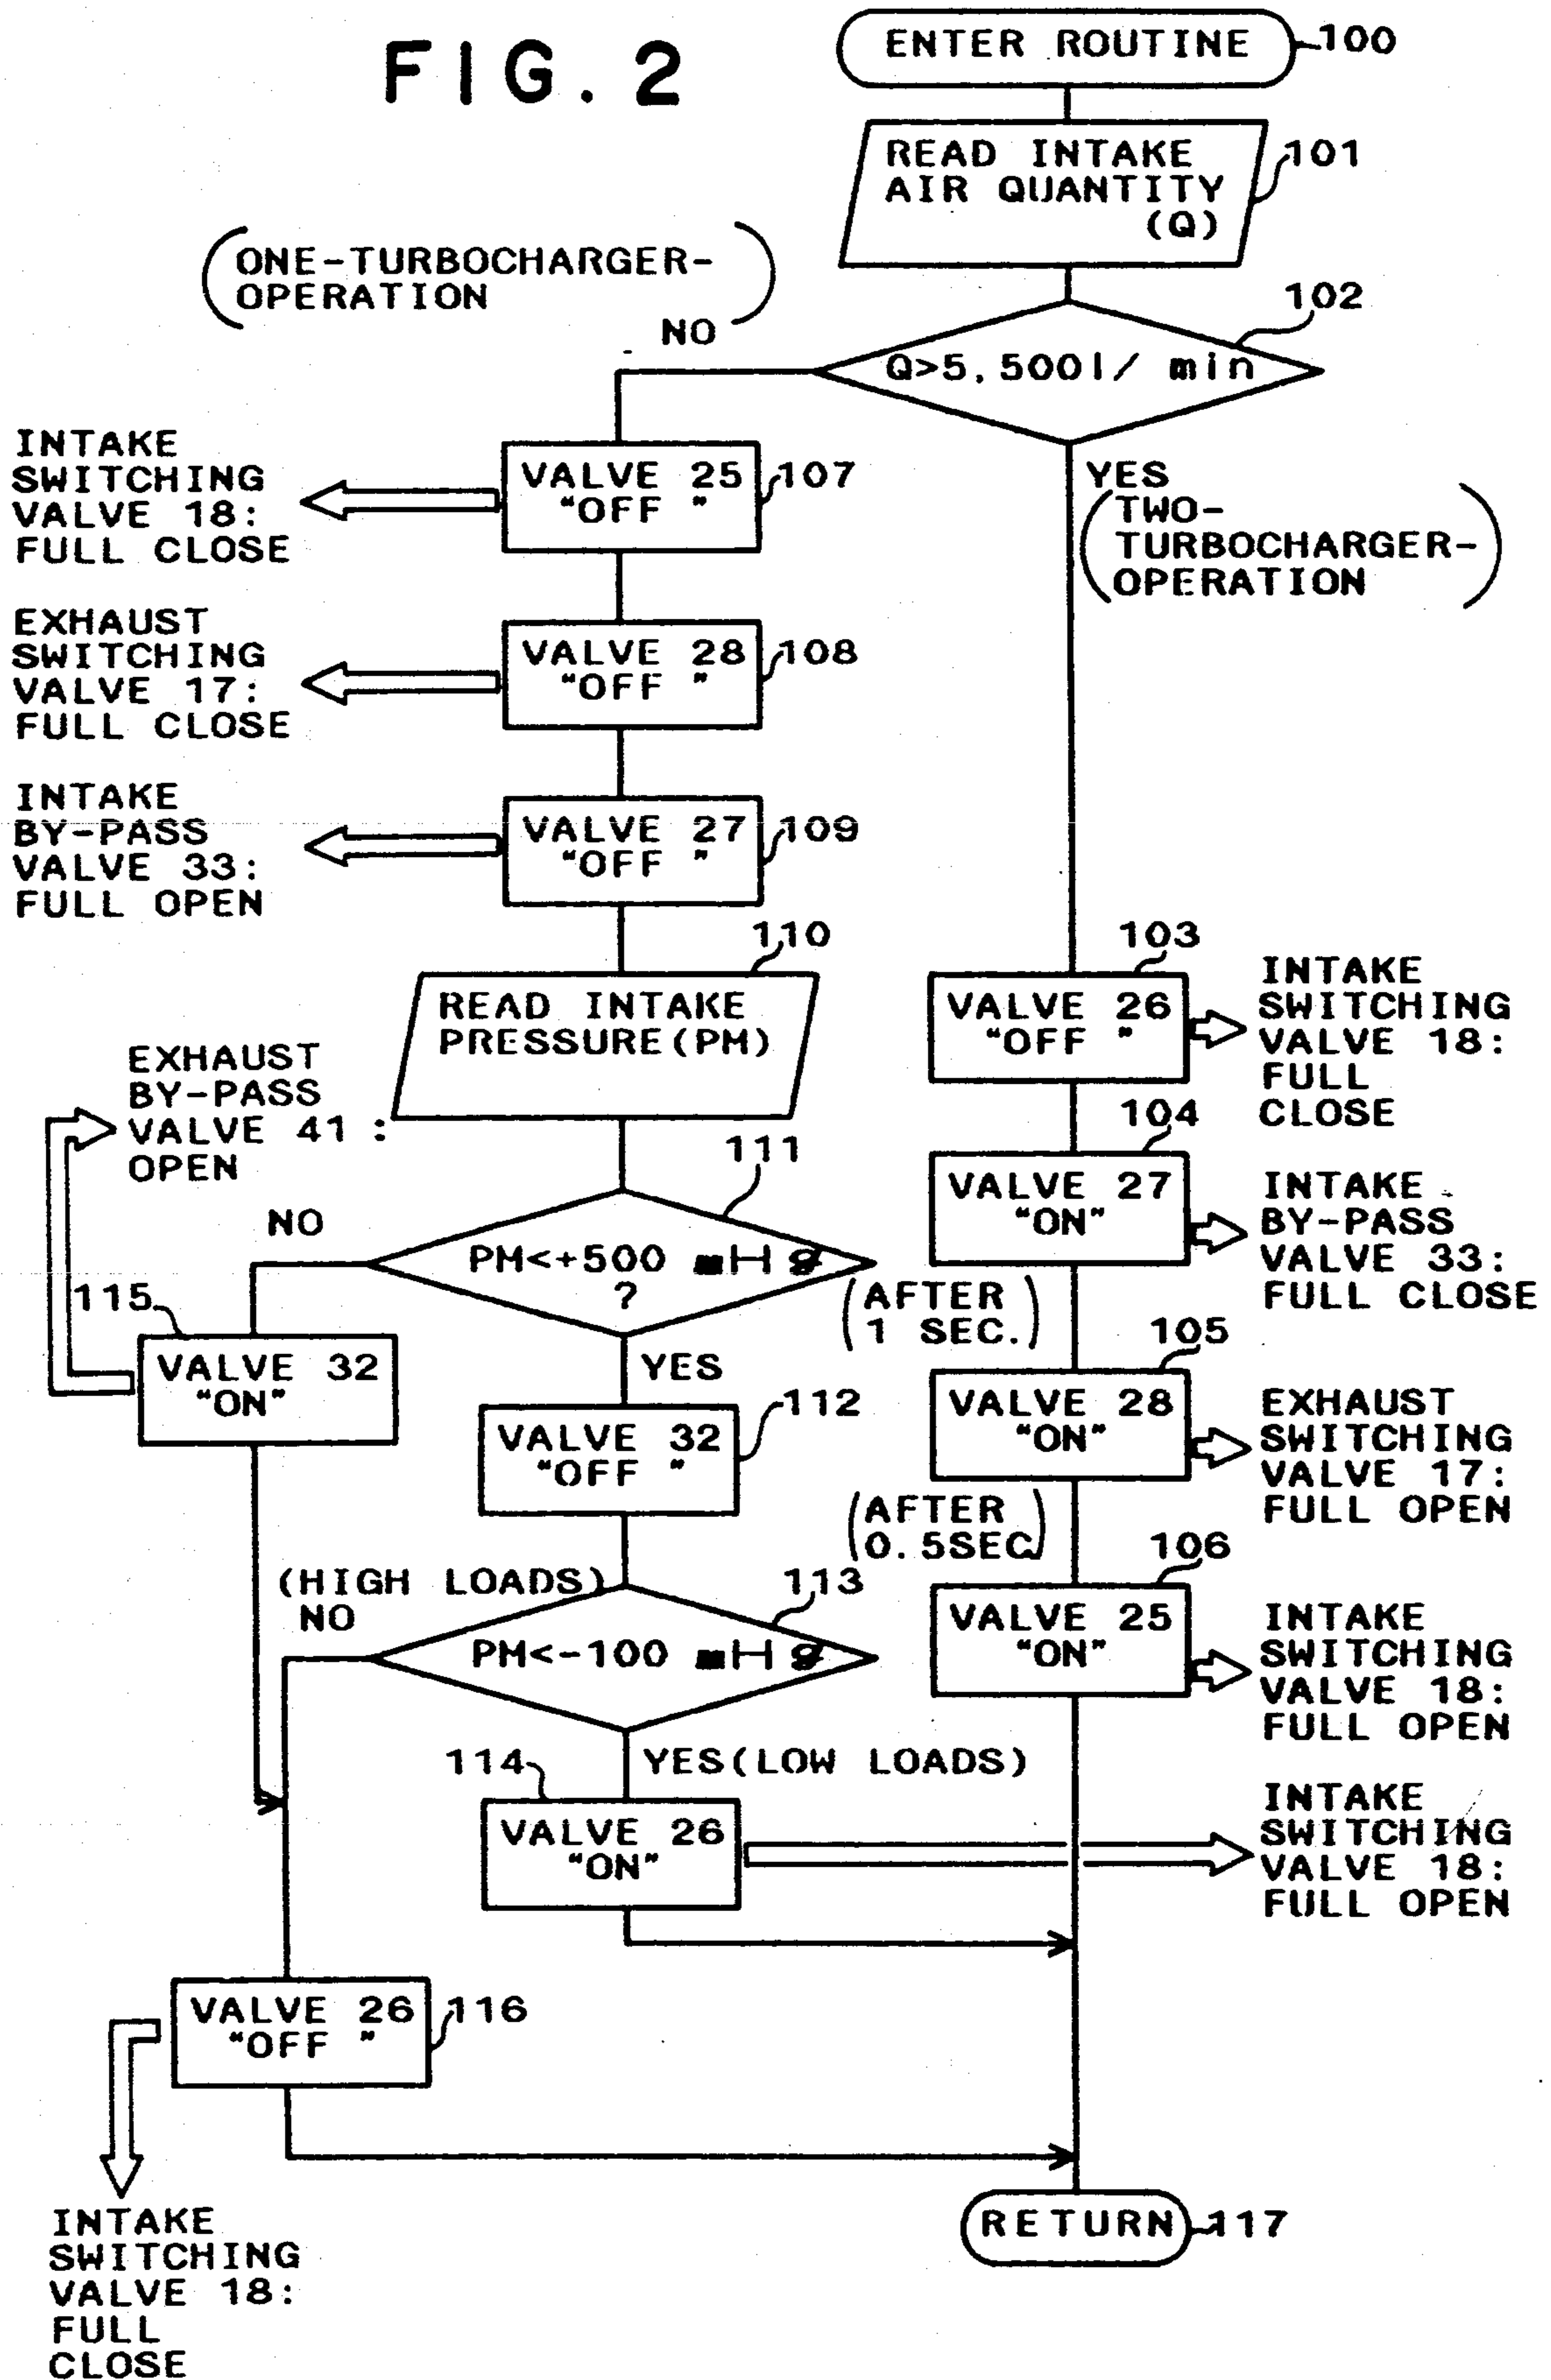 FIG. 2
ENTER ROUTINE
100
READ INTAKE
AIR QUANTITY
(Q)
101
(ONE-TURBOCHARGER-
OPERATION)
NO
102
Q>5,500l/ min
YES
(TWO-
TURBOCHARGER-
OPERATION)
INTAKE
SWITCHING
VALVE 18:
FULL CLOSE
VALVE 25
"OFF "
107
EXHAUST
SWITCHING
VALVE 17:
FULL CLOSE
VALVE 28
"OFF "
108
INTAKE
BY-PASS
VALVE 33:
FULL OPEN
VALVE 27
"OFF "
109
110
READ INTAKE
PRESSURE(PM)
EXHAUST
BY-PASS
VALVE 41 :
OPEN
111
NO
PM<+500 mmHg
?
115
VALVE 32
"ON"
YES
112
VALVE 32
"OFF "
(HIGH LOADS)
NO
113
PM<-100 mmHg
YES(LOW LOADS)
114
VALVE 26
"ON"
INTAKE
SWITCHING
VALVE 18:
FULL OPEN
VALVE 26
"OFF "
116
INTAKE
SWITCHING
VALVE 18:
FULL
CLOSE
103
VALVE 26
"OFF "
INTAKE
SWITCHING
VALVE 18:
FULL
CLOSE
104
VALVE 27
"ON"
INTAKE
BY-PASS
VALVE 33:
FULL CLOSE
(AFTER
1 SEC.)
105
VALVE 28
"ON"
EXHAUST
SWITCHING
VALVE 17:
FULL OPEN
(AFTER
0.5SEC)
106
VALVE 25
"ON"
INTAKE
SWITCHING
VALVE 18:
FULL OPEN
RETURN
117